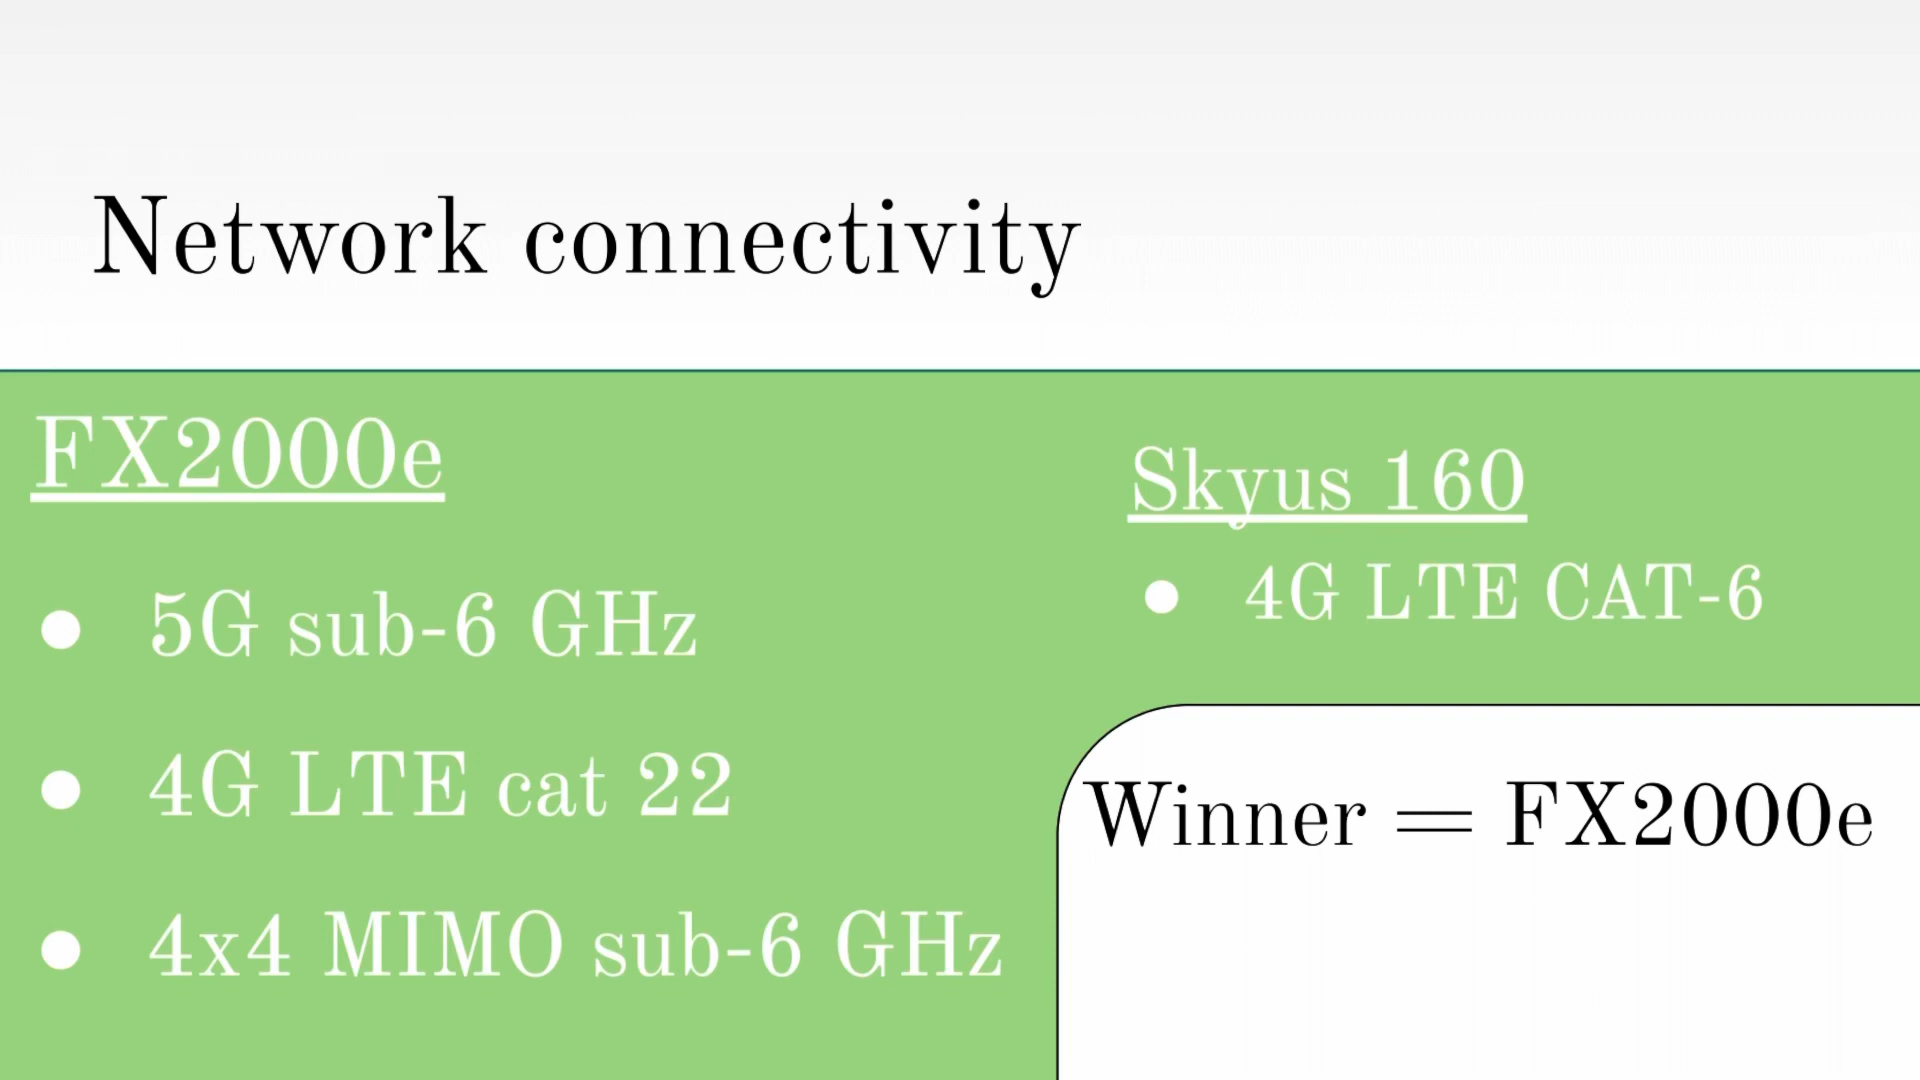 Network connectivity
FX2000e
● 5G sub-6 GHz
● 4G LTE cat 22
● 4x4 MIMO sub-6 GHz
Skyus 160
● 4G LTE CAT-6
Winner = FX2000e